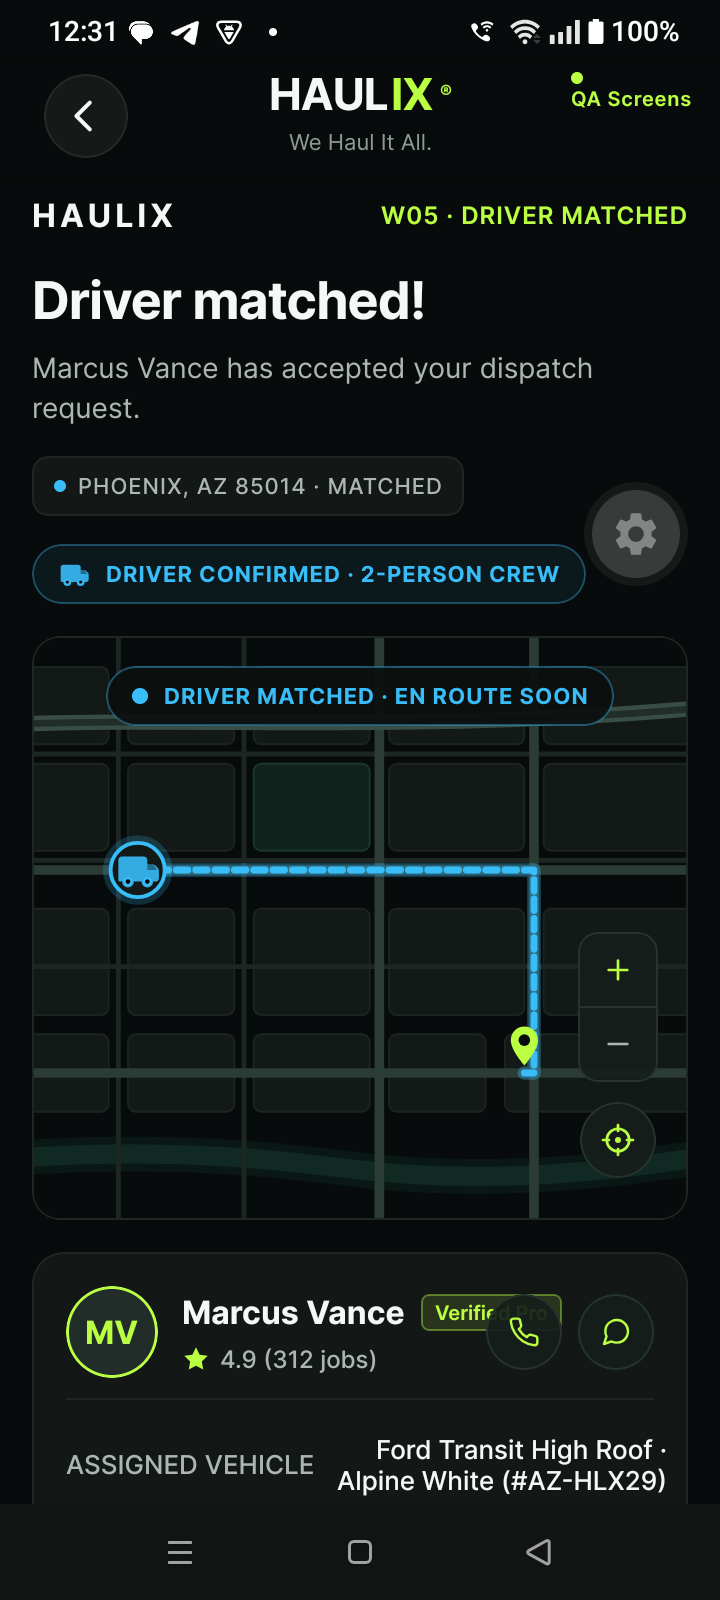 12:31
100%
HAULIX ®
We Haul It All.
QA Screens
HAULIX
W05 · DRIVER MATCHED
Driver matched!
Marcus Vance has accepted your dispatch
request.
PHOENIX, AZ 85014 · MATCHED
DRIVER CONFIRMED · 2-PERSON CREW
DRIVER MATCHED · EN ROUTE SOON
MV
Marcus Vance
Verified Pro
4.9 (312 jobs)
ASSIGNED VEHICLE
Ford Transit High Roof ·
Alpine White (#AZ-HLX29)